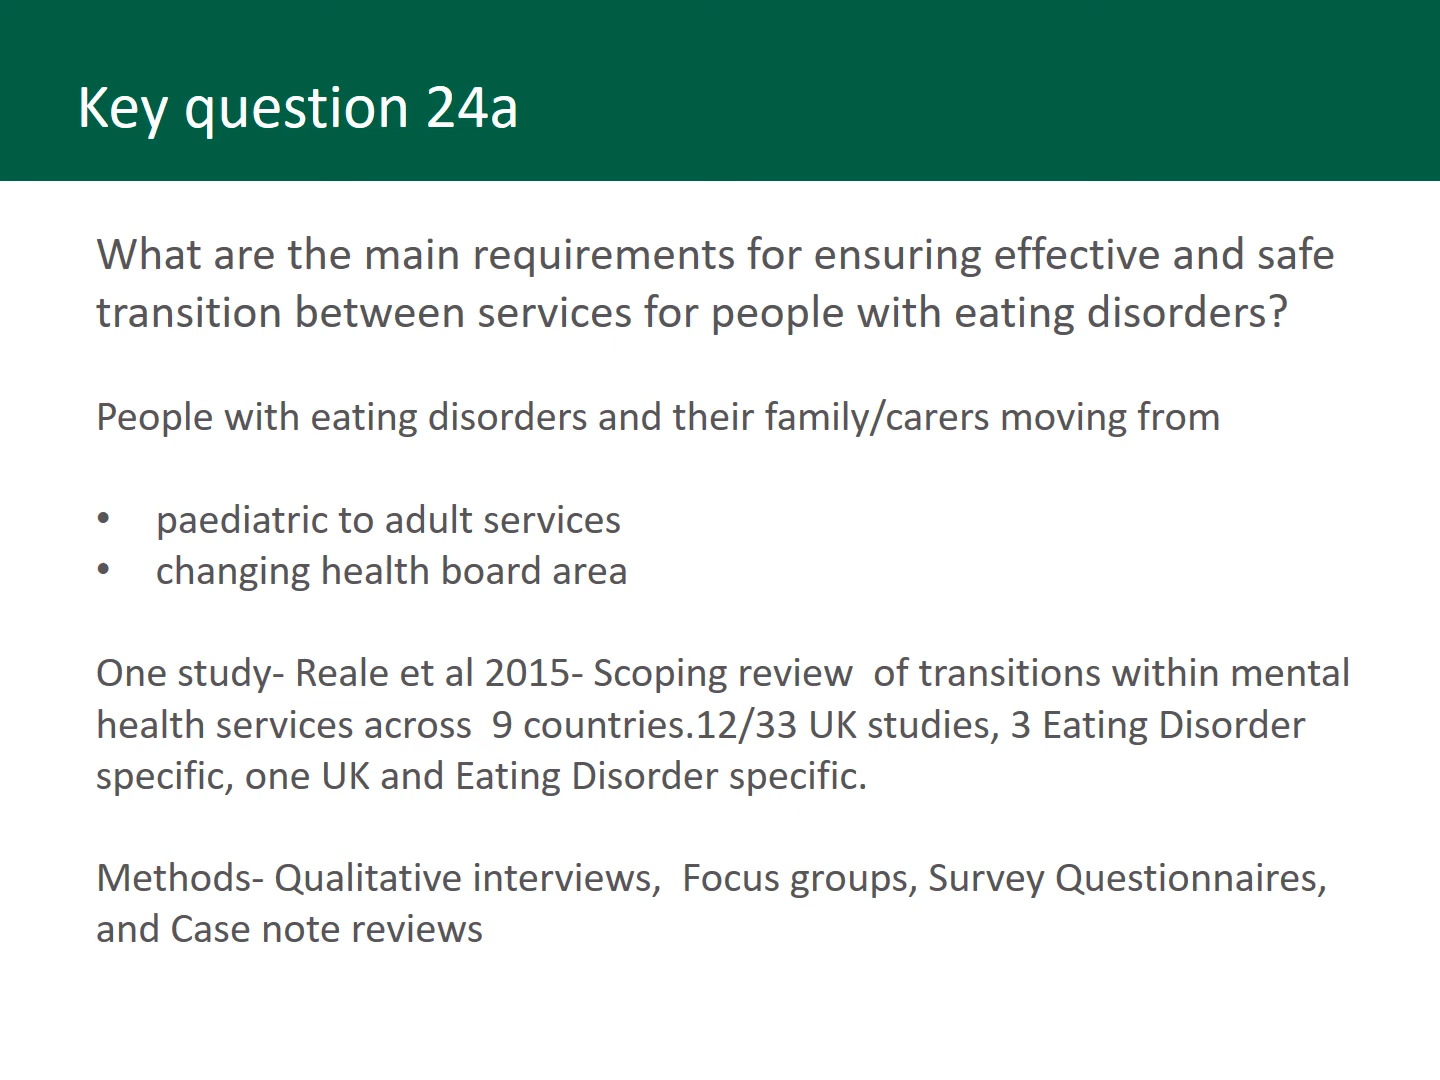 Key question 24a
What are the main requirements for ensuring effective and safe
transition between services for people with eating disorders?
People with eating disorders and their family/carers moving from
• paediatric to adult services
• changing health board area
One study- Reale et al 2015- Scoping review  of transitions within mental
health services across  9 countries.12/33 UK studies, 3 Eating Disorder
specific, one UK and Eating Disorder specific.
Methods- Qualitative interviews,  Focus groups, Survey Questionnaires,
and Case note reviews